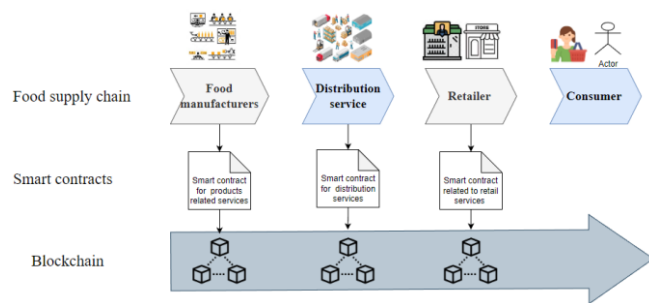 STORE
Actor
Food supply chain
Food
manufacturers
Distribution
service
Retailer
Consumer
Smart contracts
Smart contract
for products
related services
Smart contract
for distribution
services
Smart contract
related to retail
services
Blockchain